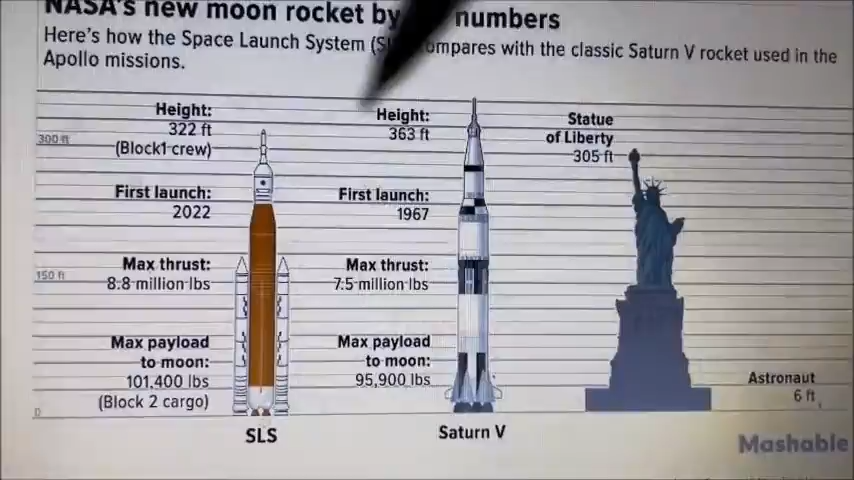 NASA's new moon rocket by numbers
Here's how the Space Launch System (S compares with the classic Saturn V rocket used in the
Apollo missions.
Height:
322 ft
(Block1 crew)
First launch:
2022
Max thrust:
8.8 million lbs
Max payload
to moon:
101,400 lbs
(Block 2 cargo)
SLS
Height:
363 ft
First launch:
1967
Max thrust:
7.5 million lbs
Max payload
to moon:
95,900 lbs
Saturn V
Statue
of Liberty
305 ft
Astronaut
6 ft
300 ft
150 ft
0
Mashable